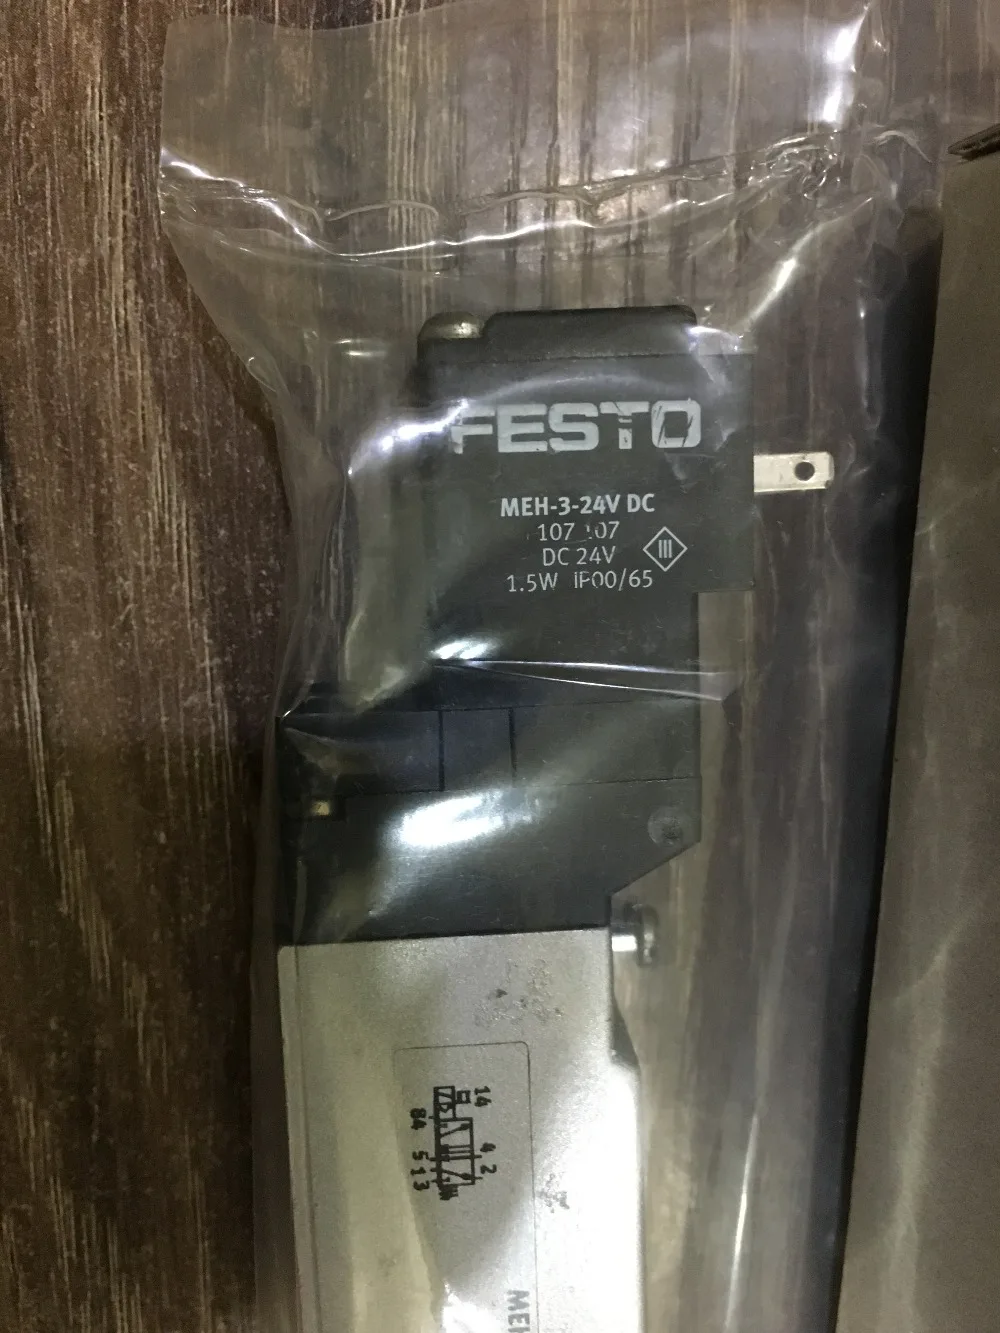 FESTO
MEH-3-24V DC
107
DC 24V
III
1.5W IP00/65
14
84
4 2
5 1 3